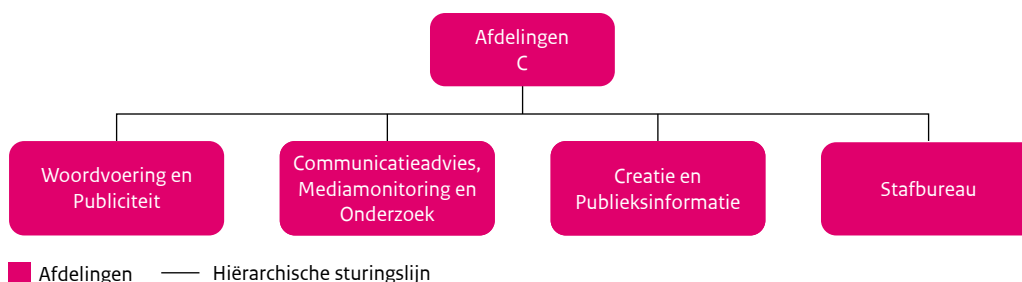 Afdelingen
C
Woordvoering en
Publiciteit
Communicatieadvies,
Mediamonitoring en
Onderzoek
Creatie en
Publieksinformatie
Stafbureau
Afdelingen
Hiërarchische sturingslijn